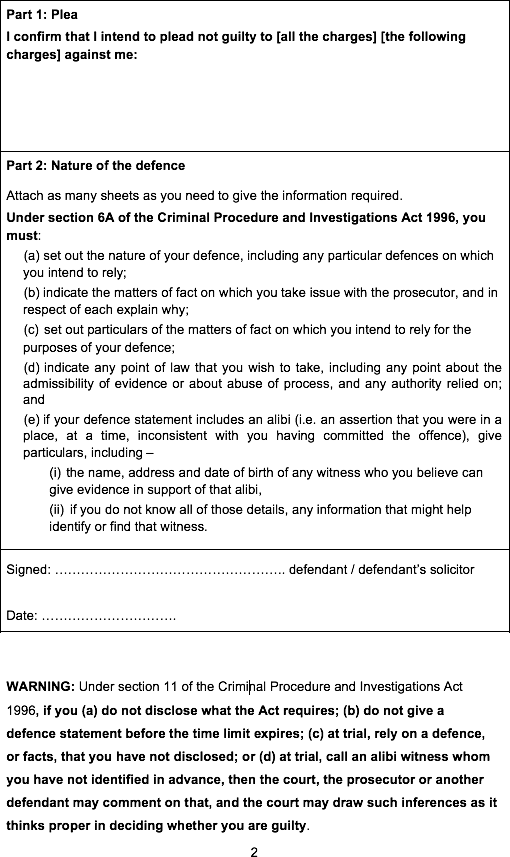 Part 1: Plea
I confirm that I intend to plead not guilty to [all the charges] [the following
charges] against me:
Part 2: Nature of the defence
Attach as many sheets as you need to give the information required.
Under section 6A of the Criminal Procedure and Investigations Act 1996, you
must:
(a) set out the nature of your defence, including any particular defences on which
you intend to rely;
(b) indicate the matters of fact on which you take issue with the prosecutor, and in
respect of each explain why;
(c) set out particulars of the matters of fact on which you intend to rely for the
purposes of your defence;
(d) indicate any point of law that you wish to take, including any point about the
admissibility of evidence or about abuse of process, and any authority relied on;
and
(e) if your defence statement includes an alibi (i.e. an assertion that you were in a
place, at a time, inconsistent with you having committed the offence), give
particulars, including –
(i) the name, address and date of birth of any witness who you believe can
give evidence in support of that alibi,
(ii) if you do not know all of those details, any information that might help
identify or find that witness.
Signed: …………………………………………….. defendant / defendant's solicitor
Date: ………………………….
WARNING: Under section 11 of the Criminal Procedure and Investigations Act
1996, if you (a) do not disclose what the Act requires; (b) do not give a
defence statement before the time limit expires; (c) at trial, rely on a defence,
or facts, that you have not disclosed; or (d) at trial, call an alibi witness whom
you have not identified in advance, then the court, the prosecutor or another
defendant may comment on that, and the court may draw such inferences as it
thinks proper in deciding whether you are guilty.
2